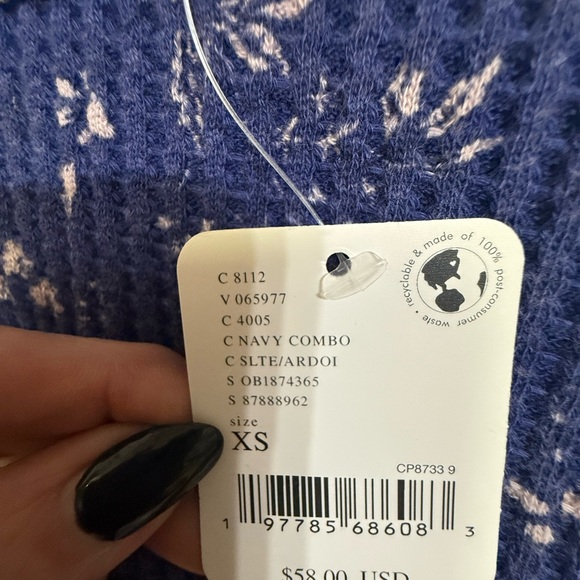 recyclable & made of 100% post-consumer waste •
C 8112
V 065977
C 4005
C NAVY COMBO
C SLTE/ARDOI
S OB1874365
S 87888962
size
XS
CP8733 9
1 97785 68608 3
$58.00 USD